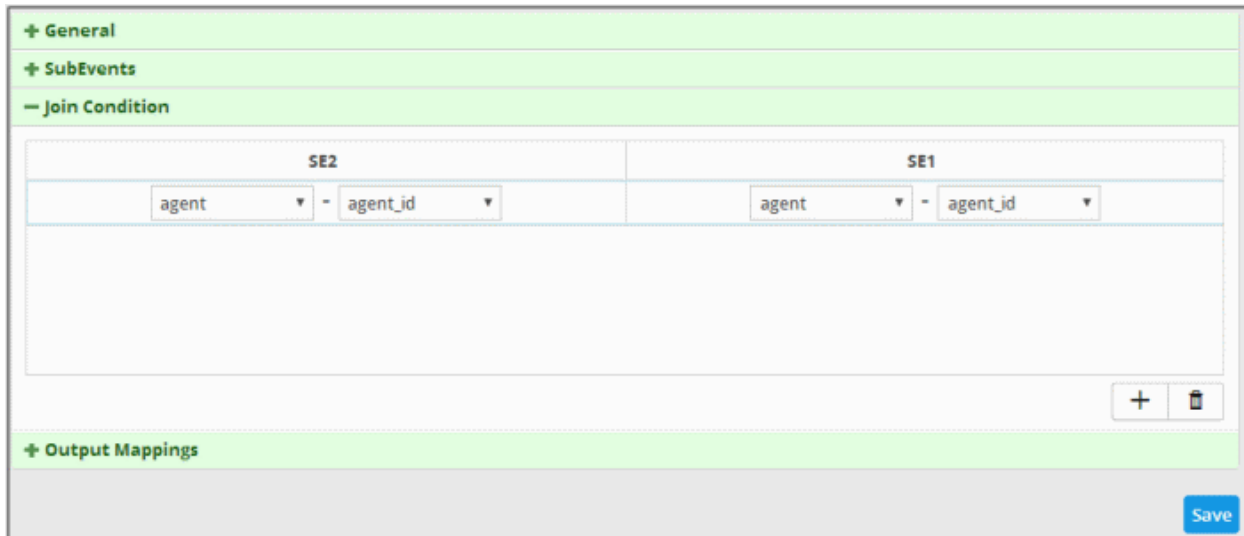 General
SubEvents
Join Condition
SE2 SE1
agent - agent_id agent - agent_id
Output Mappings
Save